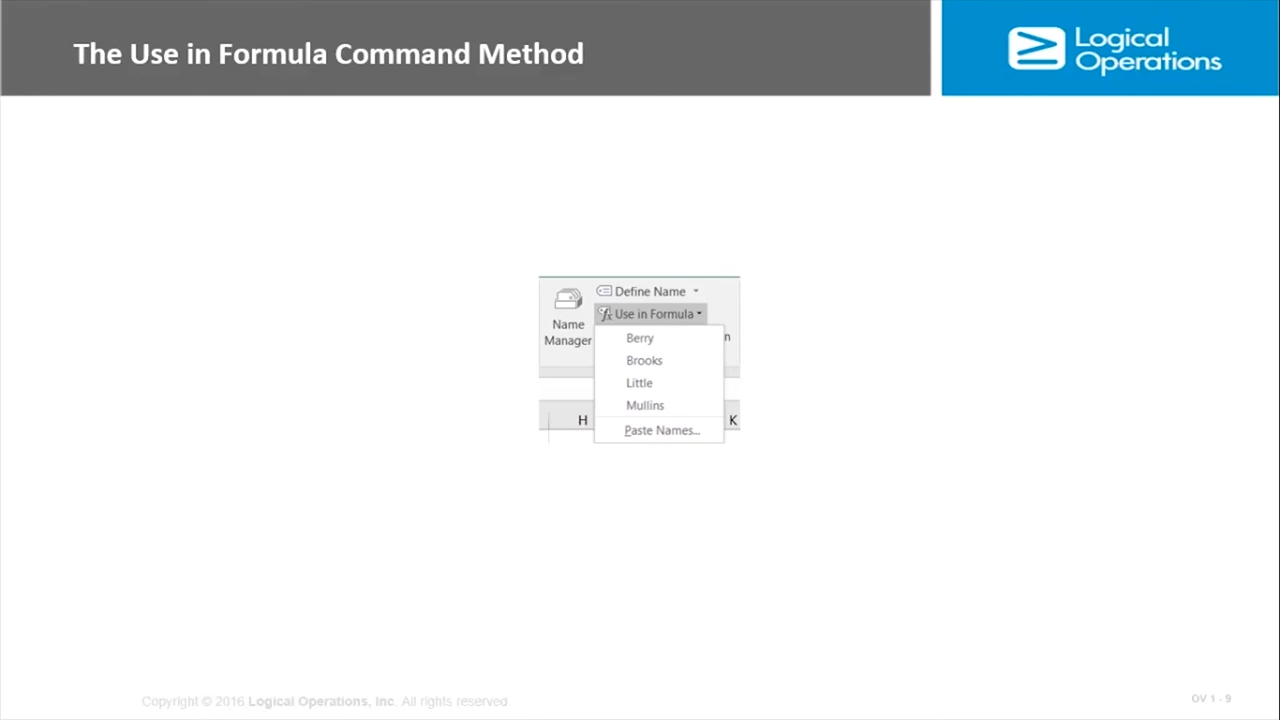 The Use in Formula Command Method
Logical
Operations
Define Name
Use in Formula
Name
Manager
Berry
Brooks
Little
Mullins
Paste Names...
n
H
K
Copyright © 2016 Logical Operations, Inc. All rights reserved
OV 1 - 9